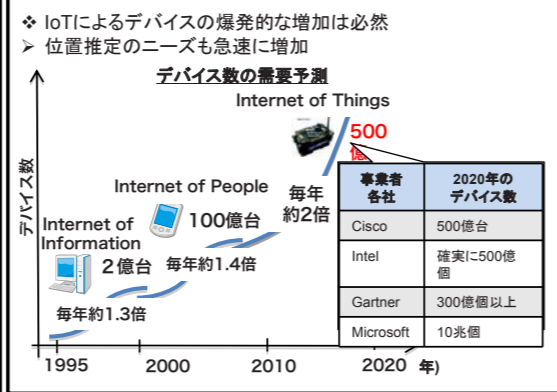 ❖ IoTによるデバイスの爆発的な増加は必然
➢ 位置推定のニーズも急速に増加
デバイス数の需要予測
Internet of Things
500
億
デバイス数
Internet of People
100億台
毎年
約2倍
Internet of
Information
2億台
毎年約1.4倍
毎年約1.3倍
事業者
各社
2020年の
デバイス数
Cisco
500億台
Intel
確実に500億
個
Gartner
300億個以上
Microsoft
10兆個
1995
2000
2010
2020
年)